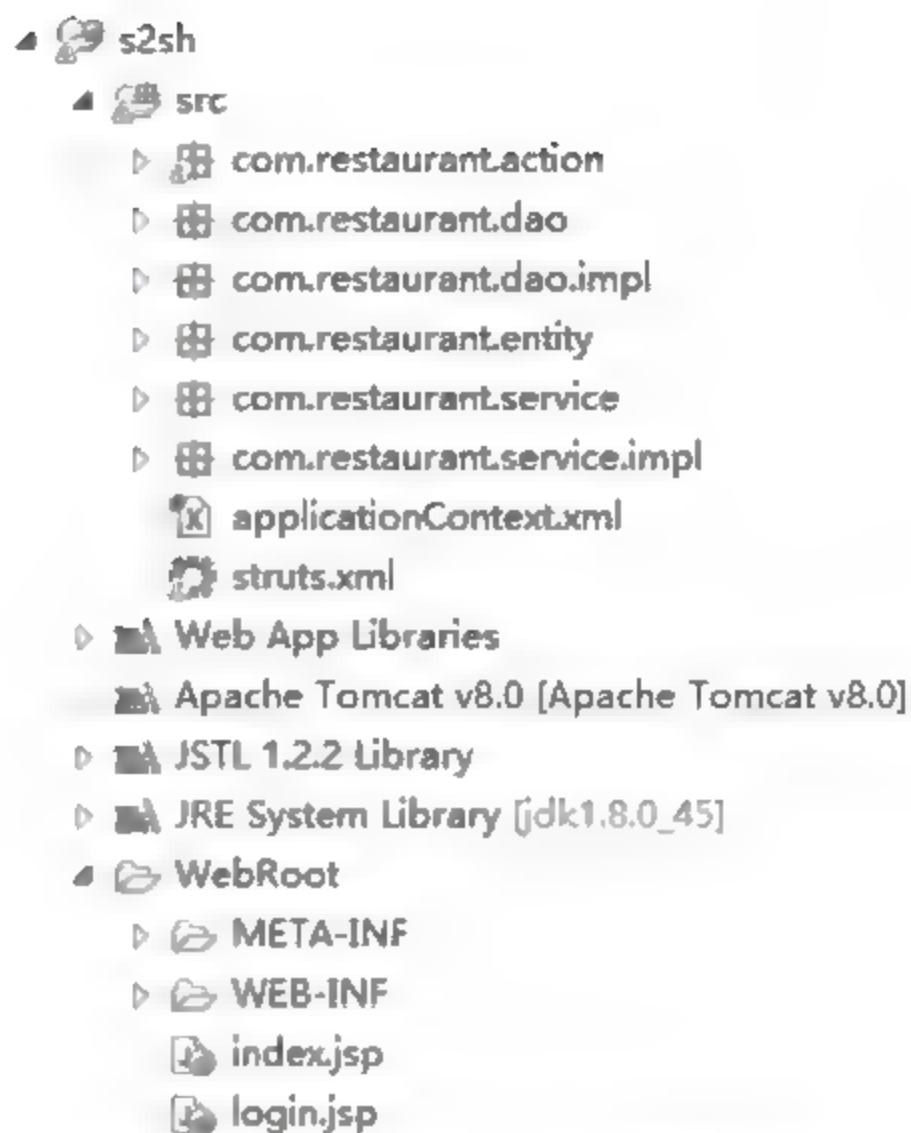 s2sh
src
com.restaurant.action
com.restaurant.dao
com.restaurant.dao.impl
com.restaurant.entity
com.restaurant.service
com.restaurant.service.impl
applicationContext.xml
struts.xml
Web App Libraries
Apache Tomcat v8.0 [Apache Tomcat v8.0]
JSTL 1.2.2 Library
JRE System Library [jdk1.8.0_45]
WebRoot
META-INF
WEB-INF
index.jsp
login.jsp